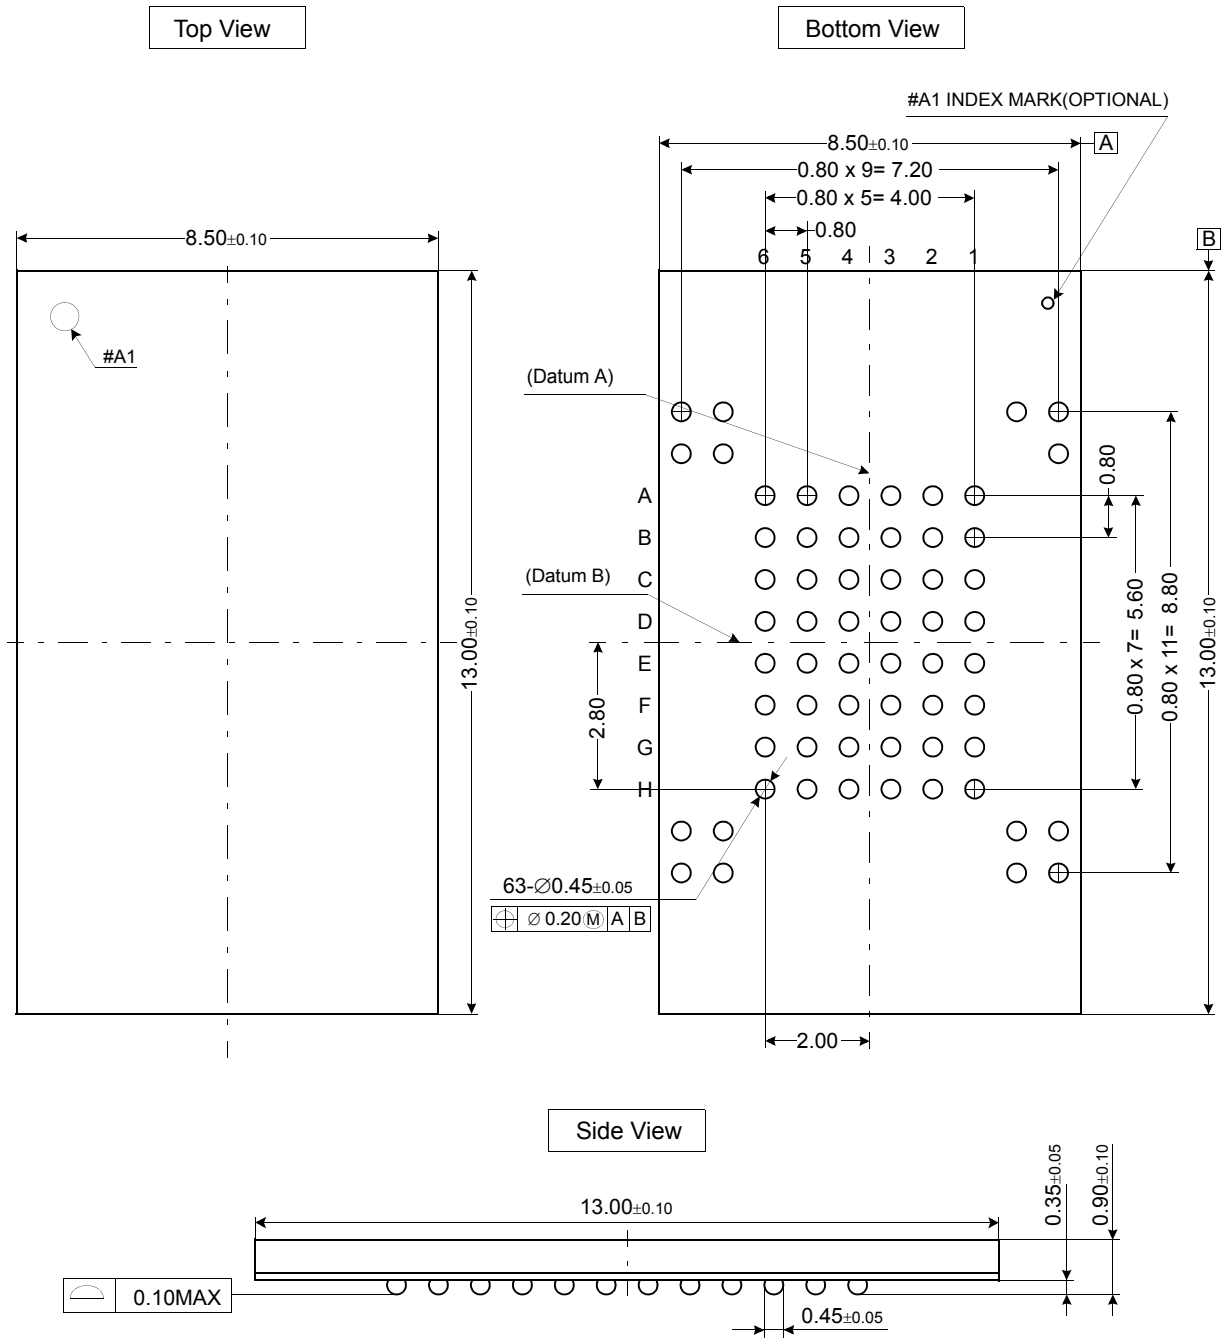 Top View
Bottom View
#A1 INDEX MARK(OPTIONAL)
8.50±0.10
A
0.80 x 9= 7.20
0.80 x 5= 4.00
0.80
8.50±0.10
B
6 5 4 3 2 1
#A1
(Datum A)
0.80
A
B
C
(Datum B)
D
E
F
G
H
13.00±0.10
2.80
0.80 x 7= 5.60
0.80 x 11= 8.80
13.00±0.10
63-∅0.45±0.05
⌖ ∅ 0.20 Ⓜ A B
2.00
Side View
13.00±0.10
0.35±0.05
0.90±0.10
0.10MAX
0.45±0.05